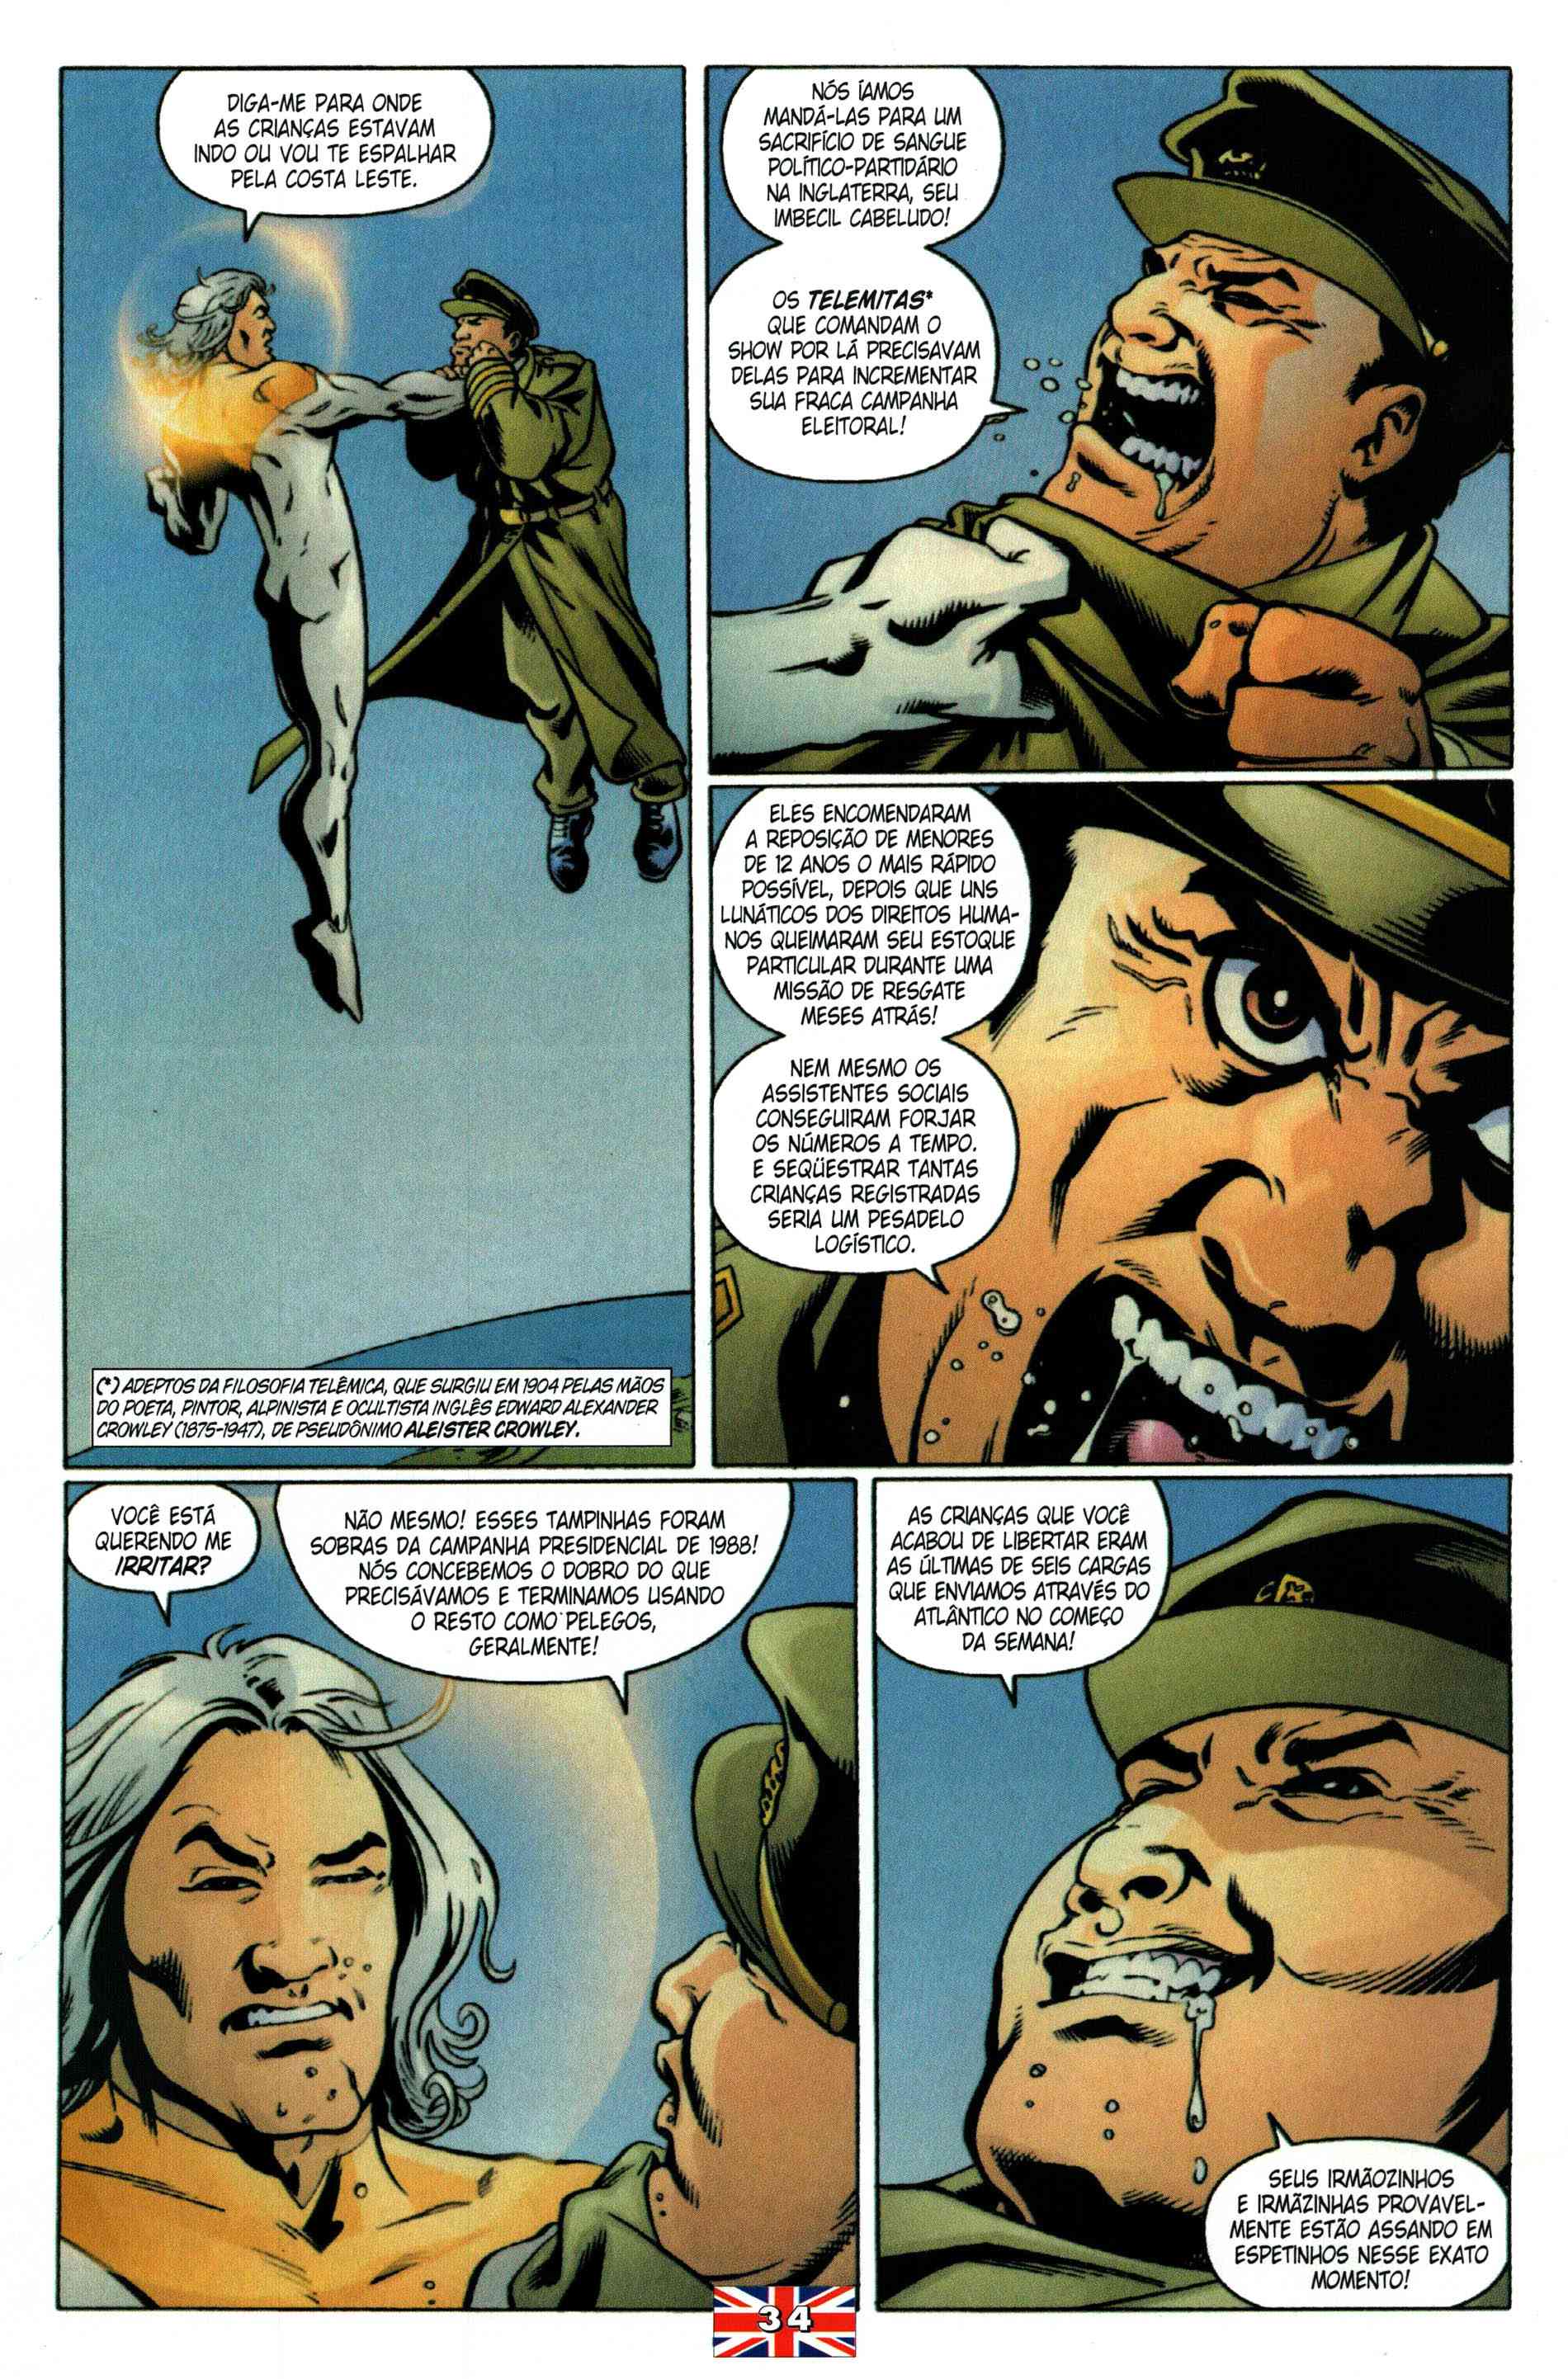 DIGA-ME PARA ONDE
AS CRIANÇAS ESTAVAM
INDO OU VOU TE ESPALHAR
PELA COSTA LESTE.
NÓS ÍAMOS
MANDÁ-LAS PARA UM
SACRIFÍCIO DE SANGUE
POLÍTICO-PARTIDÁRIO
NA INGLATERRA, SEU
IMBECIL CABELUDO!
OS TELEMITAS*
QUE COMANDAM O
SHOW POR LÁ PRECISAVAM
DELAS PARA INCREMENTAR
SUA FRACA CAMPANHA
ELEITORAL!
ELES ENCOMENDARAM
A REPOSIÇÃO DE MENORES
DE 12 ANOS O MAIS RÁPIDO
POSSÍVEL, DEPOIS QUE UNS
LUNÁTICOS DOS DIREITOS HUMA-
NOS QUEIMARAM SEU ESTOQUE
PARTICULAR DURANTE UMA
MISSÃO DE RESGATE
MESES ATRÁS!
NEM MESMO OS
ASSISTENTES SOCIAIS
CONSEGUIRAM FORJAR
OS NÚMEROS A TEMPO.
E SEQÜESTRAR TANTAS
CRIANÇAS REGISTRADAS
SERIA UM PESADELO
LOGÍSTICO.
(*) ADEPTOS DA FILOSOFIA TELÊMICA, QUE SURGIU EM 1904 PELAS MÃOS
DO POETA, PINTOR, ALPINISTA E OCULTISTA INGLÊS EDWARD ALEXANDER
CROWLEY (1875-1947), DE PSEUDÔNIMO ALEISTER CROWLEY.
VOCÊ ESTÁ
QUERENDO ME
IRRITAR?
NÃO MESMO! ESSES TAMPINHAS FORAM
SOBRAS DA CAMPANHA PRESIDENCIAL DE 1988!
NÓS CONCEBEMOS O DOBRO DO QUE
PRECISÁVAMOS E TERMINAMOS USANDO
O RESTO COMO PELEGOS,
GERALMENTE!
AS CRIANÇAS QUE VOCÊ
ACABOU DE LIBERTAR ERAM
AS ÚLTIMAS DE SEIS CARGAS
QUE ENVIAMOS ATRAVÉS DO
ATLÂNTICO NO COMEÇO
DA SEMANA!
SEUS IRMÃOZINHOS
E IRMÃZINHAS PROVAVEL-
MENTE ESTÃO ASSANDO EM
ESPETINHOS NESSE EXATO
MOMENTO!
34